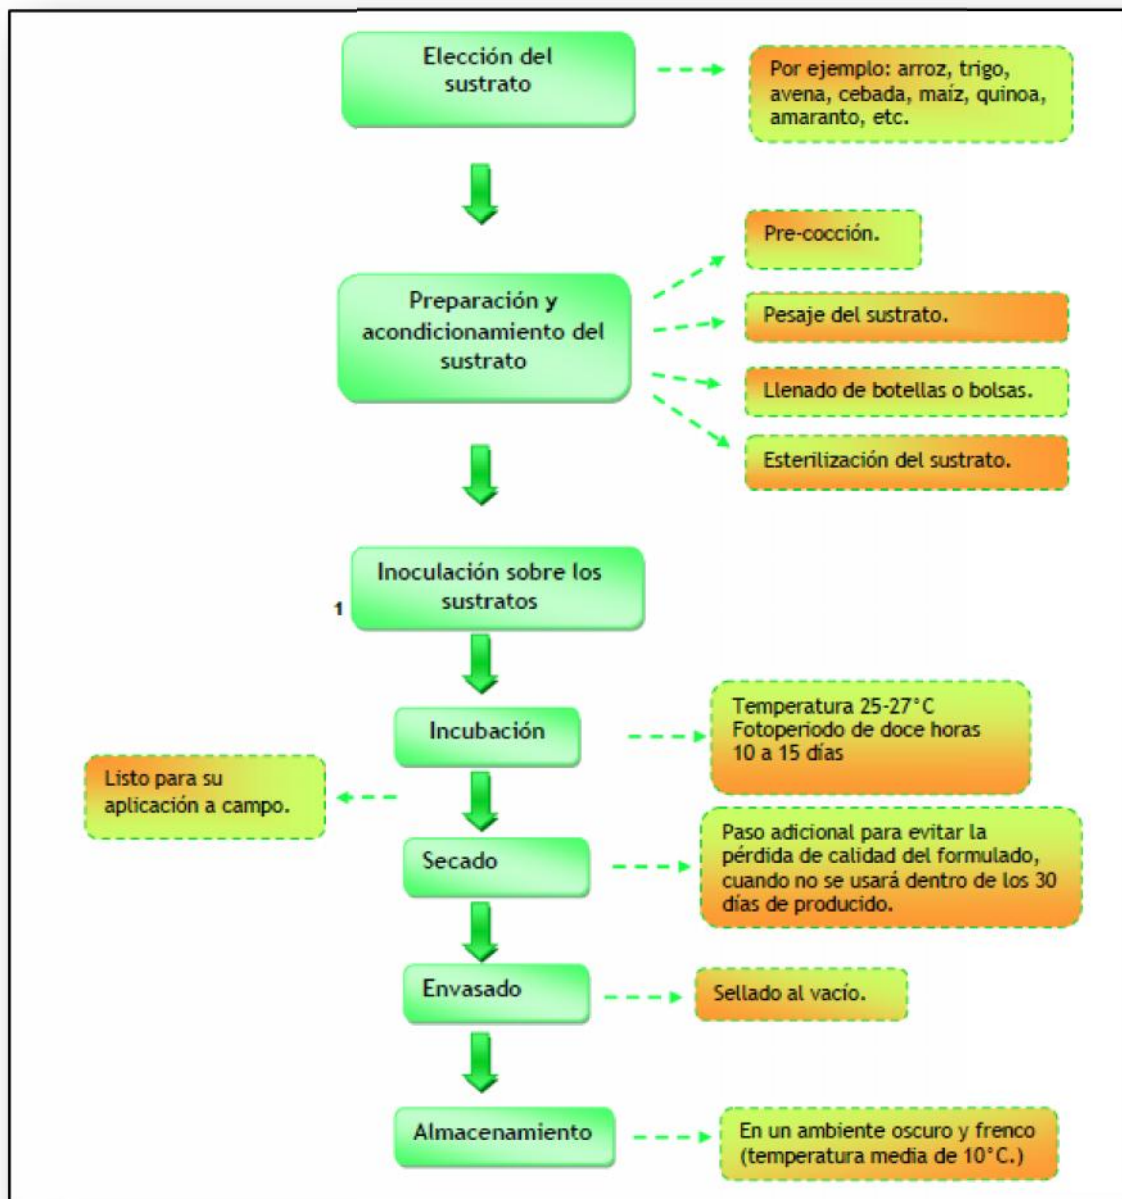 Elección del
sustrato
Por ejemplo: arroz, trigo,
avena, cebada, maíz, quinoa,
amaranto, etc.
Preparación y
acondicionamiento del
sustrato
Pre-cocción.
Pesaje del sustrato.
Llenado de botellas o bolsas.
Esterilización del sustrato.
Inoculación sobre los
sustratos
1
Incubación
Temperatura 25-27°C
Fotoperiodo de doce horas
10 a 15 días
Listo para su
aplicación a campo.
Secado
Paso adicional para evitar la
pérdida de calidad del formulado,
cuando no se usará dentro de los 30
días de producido.
Envasado
Sellado al vacío.
Almacenamiento
En un ambiente oscuro y frenco
(temperatura media de 10°C.)